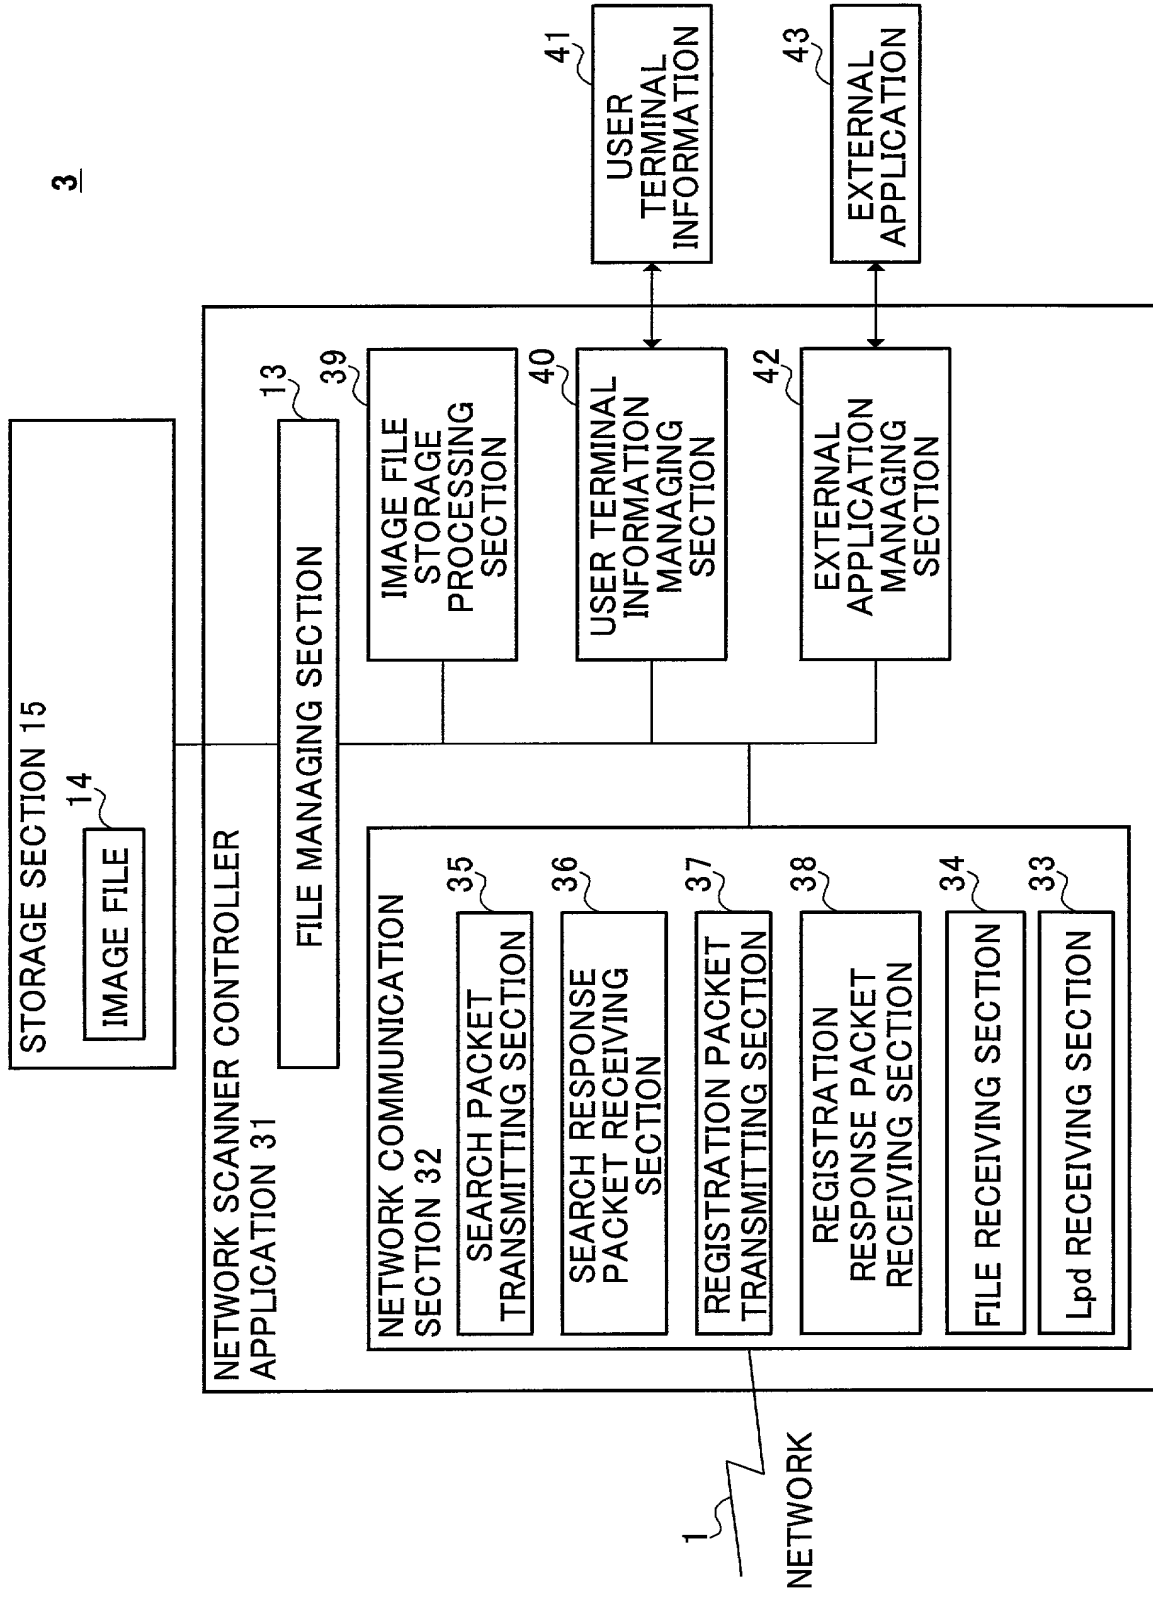 3
STORAGE SECTION 15
14
IMAGE FILE
NETWORK SCANNER CONTROLLER
APPLICATION 31
13
FILE MANAGING SECTION
NETWORK COMMUNICATION
SECTION 32
35
SEARCH PACKET
TRANSMITTING SECTION
36
SEARCH RESPONSE
PACKET RECEIVING
SECTION
37
REGISTRATION PACKET
TRANSMITTING SECTION
38
REGISTRATION
RESPONSE PACKET
RECEIVING SECTION
34
FILE RECEIVING SECTION
33
Lpd RECEIVING SECTION
39
IMAGE FILE
STORAGE
PROCESSING
SECTION
40
USER TERMINAL
INFORMATION
MANAGING
SECTION
42
EXTERNAL
APPLICATION
MANAGING
SECTION
41
USER
TERMINAL
INFORMATION
43
EXTERNAL
APPLICATION
1
NETWORK